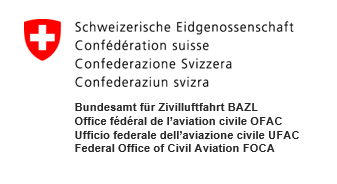 Schweizerische Eidgenossenschaft
Confédération suisse
Confederazione Svizzera
Confederaziun svizra
Bundesamt für Zivilluftfahrt BAZL
Office fédéral de l'aviation civile OFAC
Ufficio federale dell'aviazione civile UFAC
Federal Office of Civil Aviation FOCA